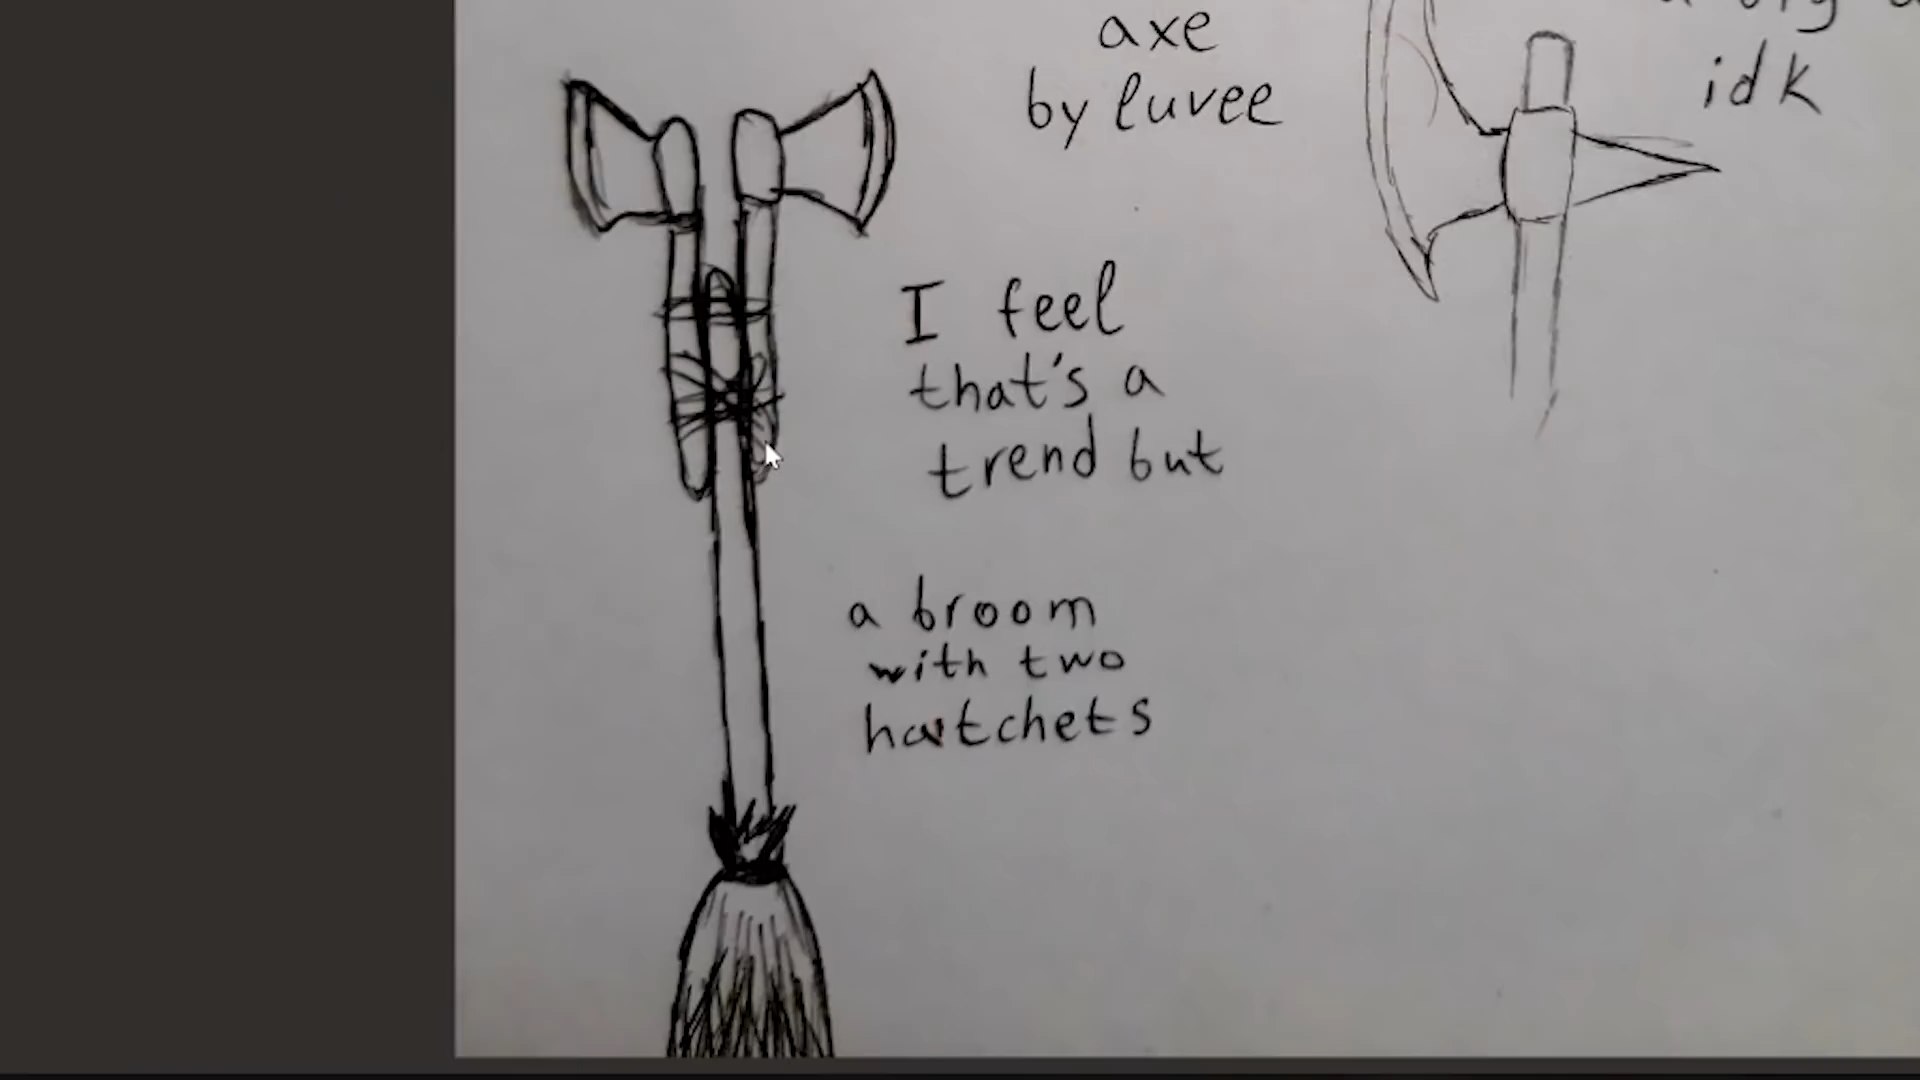 axe
by luvee
idk
I feel
that's a
trend but
a broom
with two
hatchets